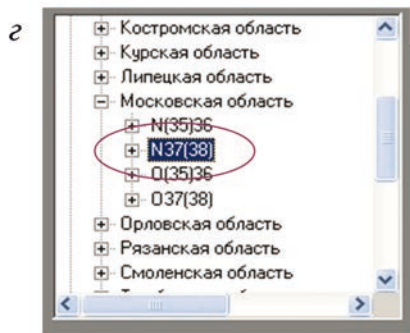 г
Костромская область
Курская область
Липецкая область
Московская область
N(35)36
N37(38)
O(35)36
O37(38)
Орловская область
Рязанская область
Смоленская область